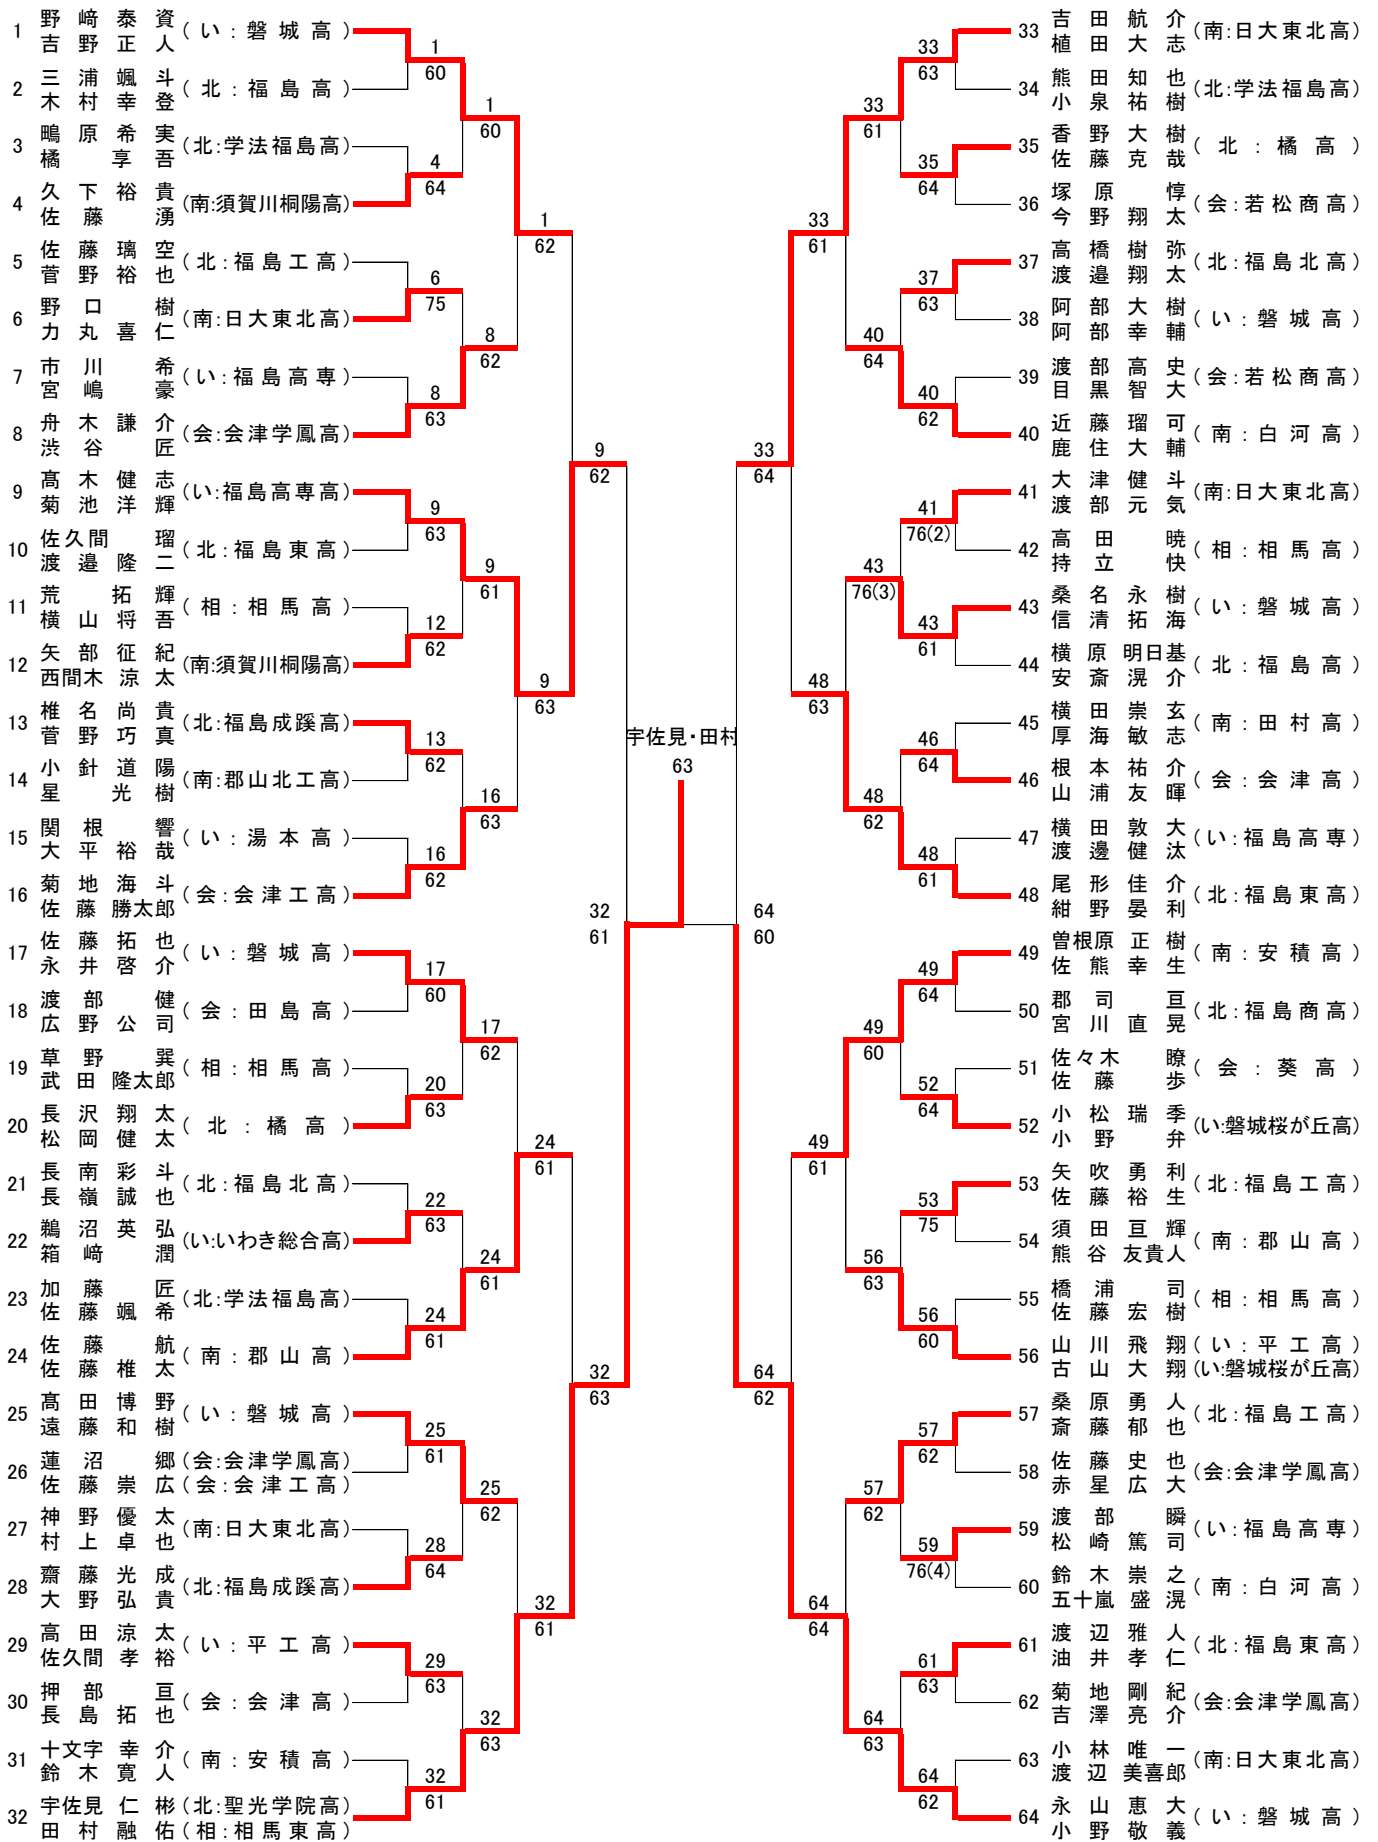 1 野﨑泰資 吉野正人 (い:磐城高)
2 三浦颯斗 木村幸登 (北:福島高)
3 鴫原希実 橘享吾 (北:学法福島高)
4 久下裕貴 佐藤湧 (南:須賀川桐陽高)
5 佐藤璃空 菅野裕也 (北:福島工高)
6 野口樹 力丸喜仁 (南:日大東北高)
7 市川希 宮嶋豪 (い:福島高専)
8 舟木謙介 渋谷匠 (会:会津学鳳高)
9 髙木健志 菊池洋輝 (い:福島高専高)
10 佐久間瑠 渡邉隆二 (北:福島東高)
11 荒拓輝 横山将吾 (相:相馬高)
12 矢部征紀 西間木涼太 (南:須賀川桐陽高)
13 椎名尚貴 菅野巧真 (北:福島成蹊高)
14 小針道陽 星光樹 (南:郡山北工高)
15 関根響 大平裕哉 (い:湯本高)
16 菊地海斗 佐藤勝太郎 (会:会津工高)
17 佐藤拓也 永井啓介 (い:磐城高)
18 渡部健 広野公司 (会:田島高)
19 草野巽 武田隆太郎 (相:相馬高)
20 長沢翔太 松岡健太 (北:橘高)
21 長南彩斗 長嶺誠也 (北:福島北高)
22 鵜沼英弘 箱﨑潤 (い:いわき総合高)
23 加藤匠 佐藤颯希 (北:学法福島高)
24 佐藤航 佐藤椎太 (南:郡山高)
25 髙田博野 遠藤和樹 (い:磐城高)
26 蓮沼郷 (会:会津学鳳高) 佐藤崇広 (会:会津工高)
27 神野優太 村上卓也 (南:日大東北高)
28 齋藤光成 大野弘貴 (北:福島成蹊高)
29 高田涼太 佐久間孝裕 (い:平工高)
30 押部亘 長島拓也 (会:会津高)
31 十文字幸介 鈴木寛人 (南:安積高)
32 宇佐見仁彬 (北:聖光学院高) 田村融佑 (相:相馬東高)
1 60
4 64
6 75
8 63
9 63
12 62
13 62
16 62
17 60
20 63
22 63
24 61
25 61
28 64
29 63
32 61
1 60
8 62
9 61
16 63
17 62
24 61
25 62
32 63
1 62
9 63
24 61
32 61
9 62
32 63
32 61
宇佐見・田村
63
64 60
33 64
64 62
33 61
48 63
49 61
64 64
33 61
40 64
43 76(3)
48 62
49 60
56 63
57 62
64 63
33 63
35 64
37 63
40 62
41 76(2)
43 61
46 64
48 61
49 64
52 64
53 75
56 60
57 62
59 76(4)
61 63
64 62
33 吉田航介 植田大志 (南:日大東北高)
34 熊田知也 小泉祐樹 (北:学法福島高)
35 香野大樹 佐藤克哉 (北:橘高)
36 塚原惇 今野翔太 (会:若松商高)
37 高橋樹弥 渡邉翔太 (北:福島北高)
38 阿部大樹 阿部幸輔 (い:磐城高)
39 渡部高史 目黒智大 (会:若松商高)
40 近藤瑠可 鹿住大輔 (南:白河高)
41 大津健斗 渡部元気 (南:日大東北高)
42 高田暁 持立快 (相:相馬高)
43 桑名永樹 信清拓海 (い:磐城高)
44 横原明日基 安斎滉介 (北:福島高)
45 横田崇玄 厚海敏志 (南:田村高)
46 根本祐介 山浦友暉 (会:会津高)
47 横田敦大 渡邊健汰 (い:福島高専)
48 尾形佳介 紺野晏利 (北:福島東高)
49 曽根原正樹 佐熊幸生 (南:安積高)
50 郡司亘 宮川直晃 (北:福島商高)
51 佐々木瞭 佐藤歩 (会:葵高)
52 小松瑞季 小野弁 (い:磐城桜が丘高)
53 矢吹勇利 佐藤裕生 (北:福島工高)
54 須田亘輝 熊谷友貴人 (南:郡山高)
55 橋浦司 佐藤宏樹 (相:相馬高)
56 山川飛翔 (い:平工高) 古山大翔 (い:磐城桜が丘高)
57 桑原勇人 斎藤郁也 (北:福島工高)
58 佐藤史也 赤星広大 (会:会津学鳳高)
59 渡部瞬 松崎篤司 (い:福島高専)
60 鈴木崇之 五十嵐盛滉 (南:白河高)
61 渡辺雅人 油井孝仁 (北:福島東高)
62 菊地剛紀 吉澤亮介 (会:会津学鳳高)
63 小林唯一 渡辺美喜郎 (南:日大東北高)
64 永山恵大 小野敬義 (い:磐城高)